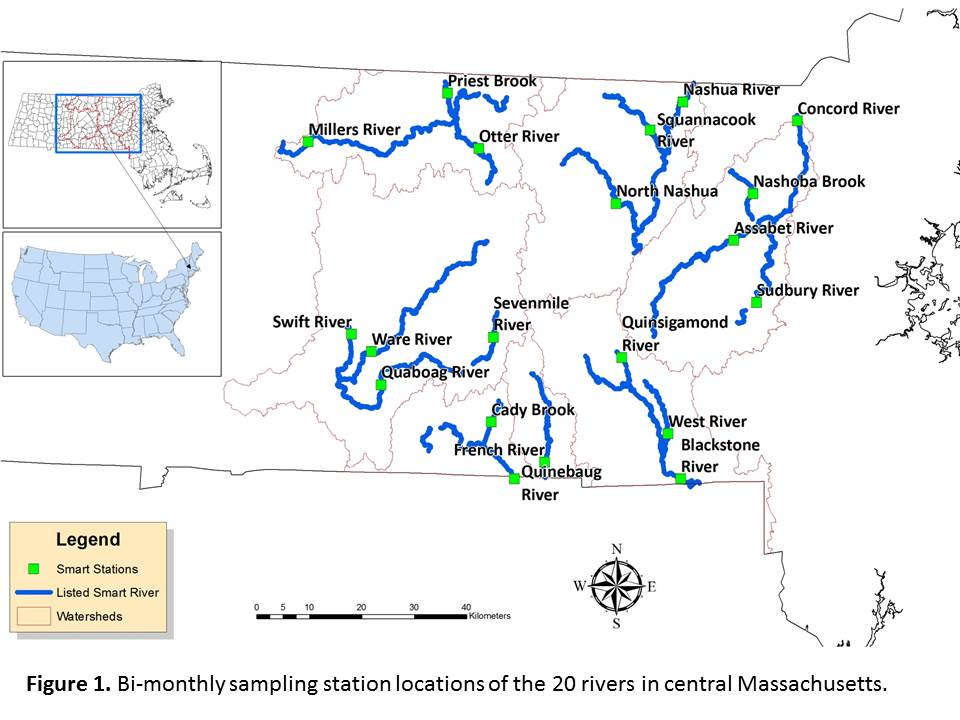 Priest Brook
Nashua River
Concord River
Squannacook
River
Millers River
Otter River
Nashoba Brook
North Nashua
Assabet River
Sudbury River
Sevenmile
River
Swift River
Quinsigamond
River
Ware River
Quaboag River
Cady Brook
West River
Blackstone
River
French River
Quinebaug
River
Legend
Smart Stations
Listed Smart River
Watersheds
N
W E
S
0 5 10 20 30 40
Kilometers
Figure 1. Bi-monthly sampling station locations of the 20 rivers in central Massachusetts.